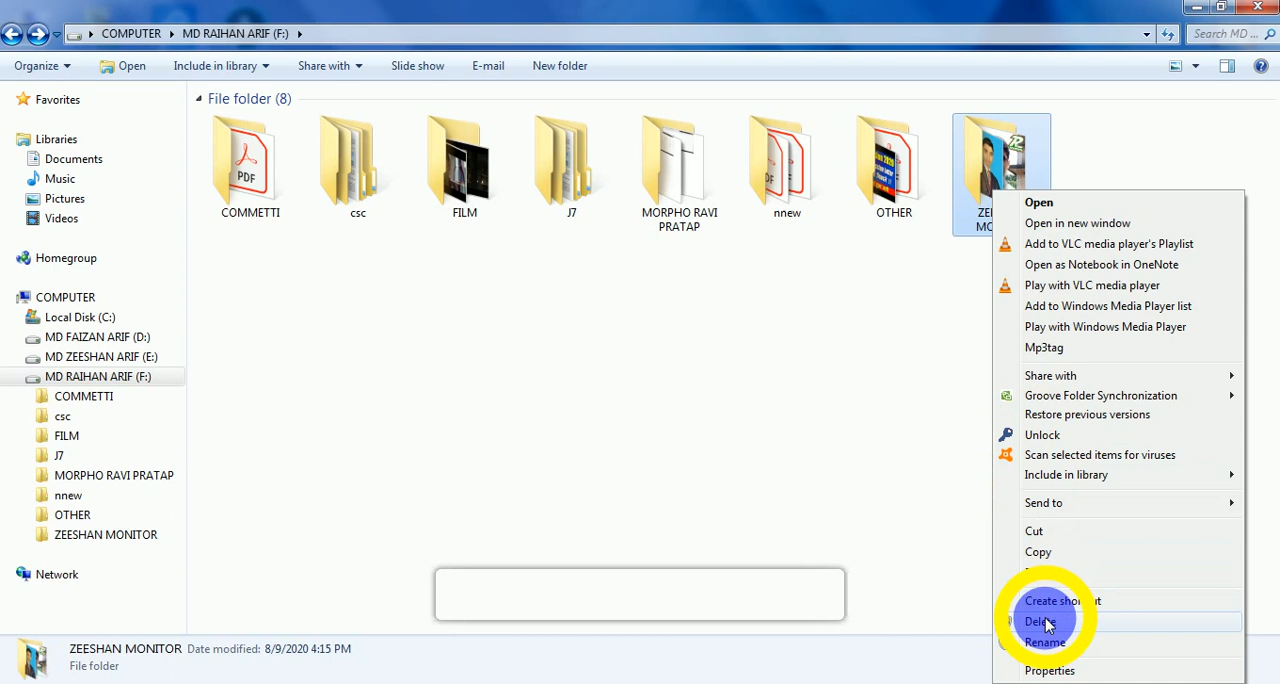 COMPUTER MD RAIHAN ARIF (F:)
Search MD ...
Organize Open Include in library Share with Slide show E-mail New folder
Favorites
Libraries
Documents
Music
Pictures
Videos
Homegroup
COMPUTER
Local Disk (C:)
MD FAIZAN ARIF (D:)
MD ZEESHAN ARIF (E:)
MD RAIHAN ARIF (F:)
COMMETTI
csc
FILM
J7
MORPHO RAVI PRATAP
nnew
OTHER
ZEESHAN MONITOR
Network
File folder (8)
PDF
COMMETTI
csc
FILM
J7
MORPHO RAVI
PRATAP
nnew
OTHER
Open
Open in new window
Add to VLC media player's Playlist
Open as Notebook in OneNote
Play with VLC media player
Add to Windows Media Player list
Play with Windows Media Player
Mp3tag
Share with
Groove Folder Synchronization
Restore previous versions
Unlock
Scan selected items for viruses
Include in library
Send to
Cut
Copy
Create shortcut
Delete
Rename
Properties
ZEESHAN MONITOR Date modified: 8/9/2020 4:15 PM
File folder